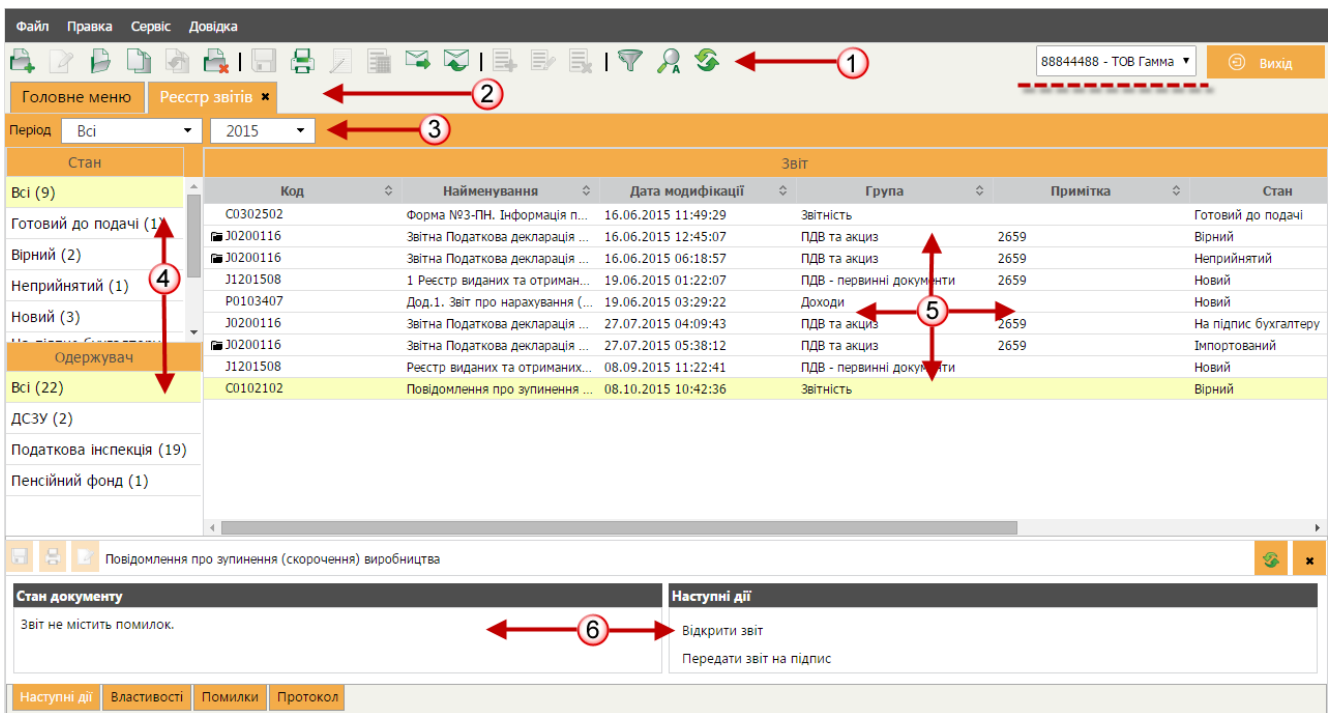 Файл Правка Сервіс Довідка
1
88844488 - ТОВ Гамма
Вихід
Головне меню Реєстр звітів
2
Період Всі 2015
3
Стан
Звіт
Код Найменування Дата модифікації Група Примітка Стан
Всі (9)
Готовий до подачі (1)
Вірний (2)
Неприйнятий (1)
Новий (3)
4
Одержувач
Всі (22)
ДСЗУ (2)
Податкова інспекція (19)
Пенсійний фонд (1)
C0302502 Форма №3-ПН. Інформація п... 16.06.2015 11:49:29 Звітність Готовий до подачі
J0200116 Звітна Податкова декларація ... 16.06.2015 12:45:07 ПДВ та акциз 2659 Вірний
J0200116 Звітна Податкова декларація ... 16.06.2015 06:18:57 ПДВ та акциз 2659 Неприйнятий
J1201508 1 Реєстр виданих та отриман... 19.06.2015 01:22:07 ПДВ - первинні документи 2659 Новий
P0103407 Дод.1. Звіт про нарахування (... 19.06.2015 03:29:22 Доходи Новий
5
J0200116 Звітна Податкова декларація ... 27.07.2015 04:09:43 ПДВ та акциз 2659 На підпис бухгалтеру
J0200116 Звітна Податкова декларація ... 27.07.2015 05:38:12 ПДВ та акциз 2659 Імпортований
J1201508 Реєстр виданих та отриманих... 08.09.2015 11:22:41 ПДВ - первинні документи Новий
C0102102 Повідомлення про зупинення ... 08.10.2015 10:42:36 Звітність Вірний
Повідомлення про зупинення (скорочення) виробництва
Стан документу
Звіт не містить помилок.
6
Наступні дії
Відкрити звіт
Передати звіт на підпис
Наступні дії Властивості Помилки Протокол